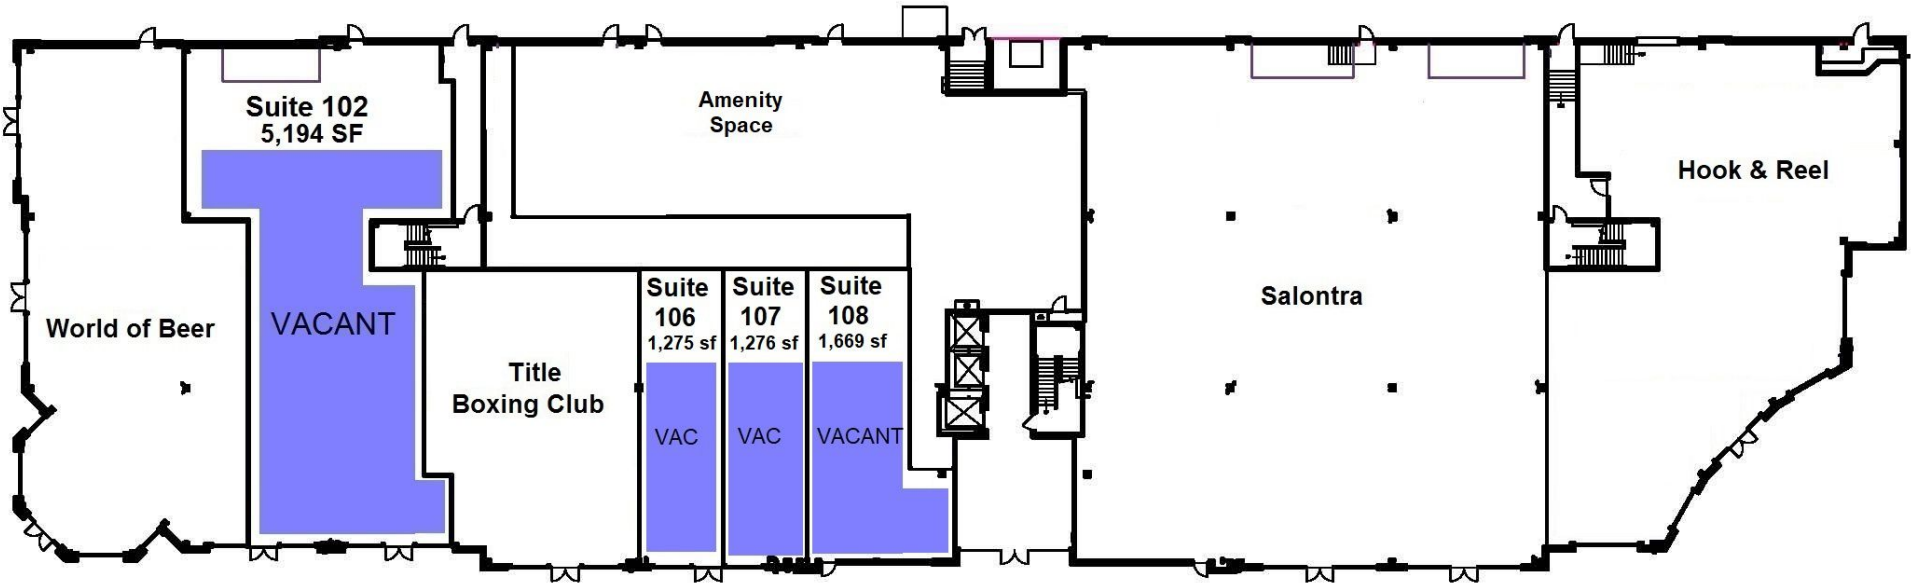 Suite 102
5,194 SF
Amenity
Space
Hook & Reel
World of Beer
VACANT
Title
Boxing Club
Suite
106
1,275 sf
VAC
Suite
107
1,276 sf
VAC
Suite
108
1,669 sf
VACANT
Salontra